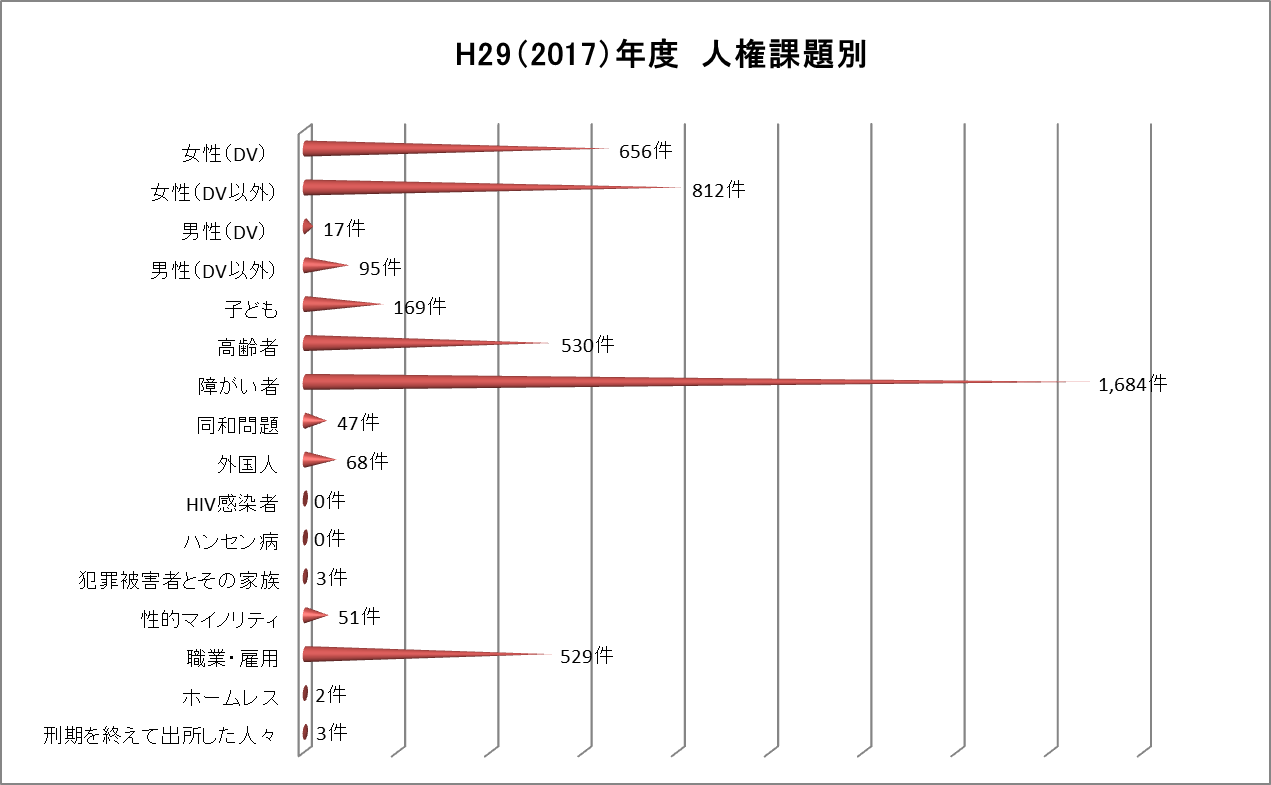 H29(2017)年度　人権課題別
女性(DV) 656件
女性(DV以外) 812件
男性(DV) 17件
男性(DV以外) 95件
子ども 169件
高齢者 530件
障がい者 1,684件
同和問題 47件
外国人 68件
HIV感染者 0件
ハンセン病 0件
犯罪被害者とその家族 3件
性的マイノリティ 51件
職業・雇用 529件
ホームレス 2件
刑期を終えて出所した人々 3件